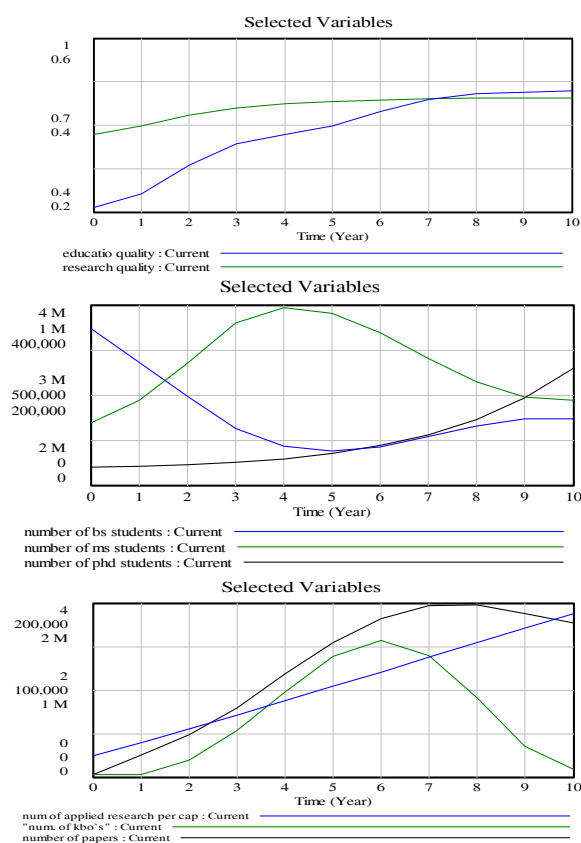 Selected Variables
1
0.6
0.7
0.4
0.4
0.2
0 1 2 3 4 5 6 7 8 9 10
Time (Year)
educatio quality : Current
research quality : Current
Selected Variables
4 M
1 M
400,000
3 M
500,000
200,000
2 M
0
0
0 1 2 3 4 5 6 7 8 9 10
Time (Year)
number of bs students : Current
number of ms students : Current
number of phd students : Current
Selected Variables
4
200,000
2 M
2
100,000
1 M
0
0
0
0 1 2 3 4 5 6 7 8 9 10
Time (Year)
num of applied research per cap : Current
"num. of kbo`s" : Current
number of papers : Current